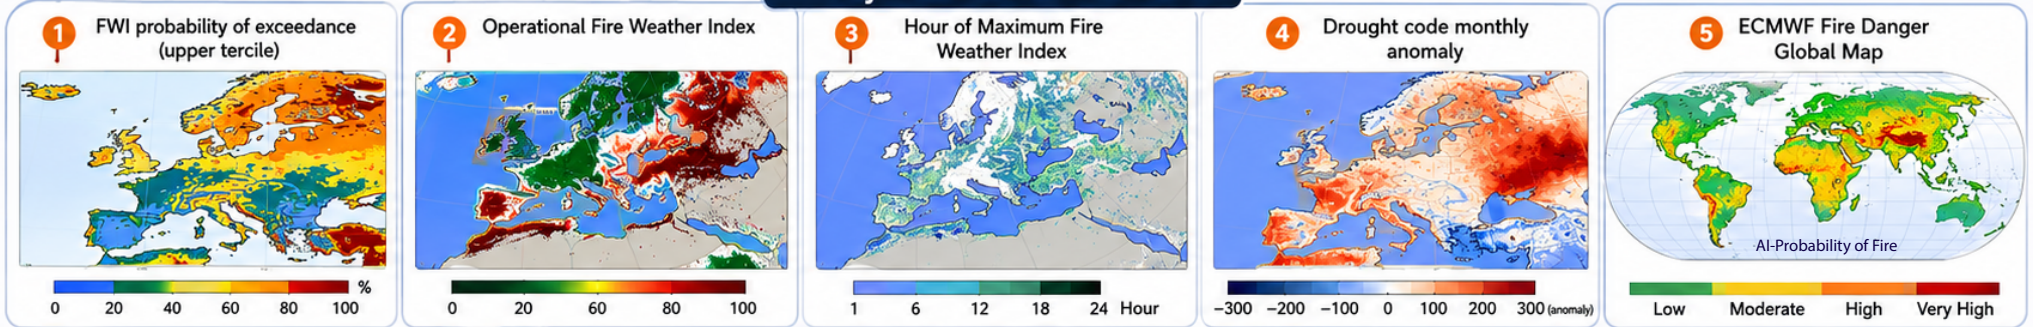 1 FWI probability of exceedance
(upper tercile)
0 20 40 60 80 100 %
2 Operational Fire Weather Index
0 20 60 80 100
3 Hour of Maximum Fire
Weather Index
1 6 12 18 24 Hour
4 Drought code monthly
anomaly
−300 −200 −100 0 100 200 300 (anomaly)
5 ECMWF Fire Danger
Global Map
AI-Probability of Fire
Low Moderate High Very High